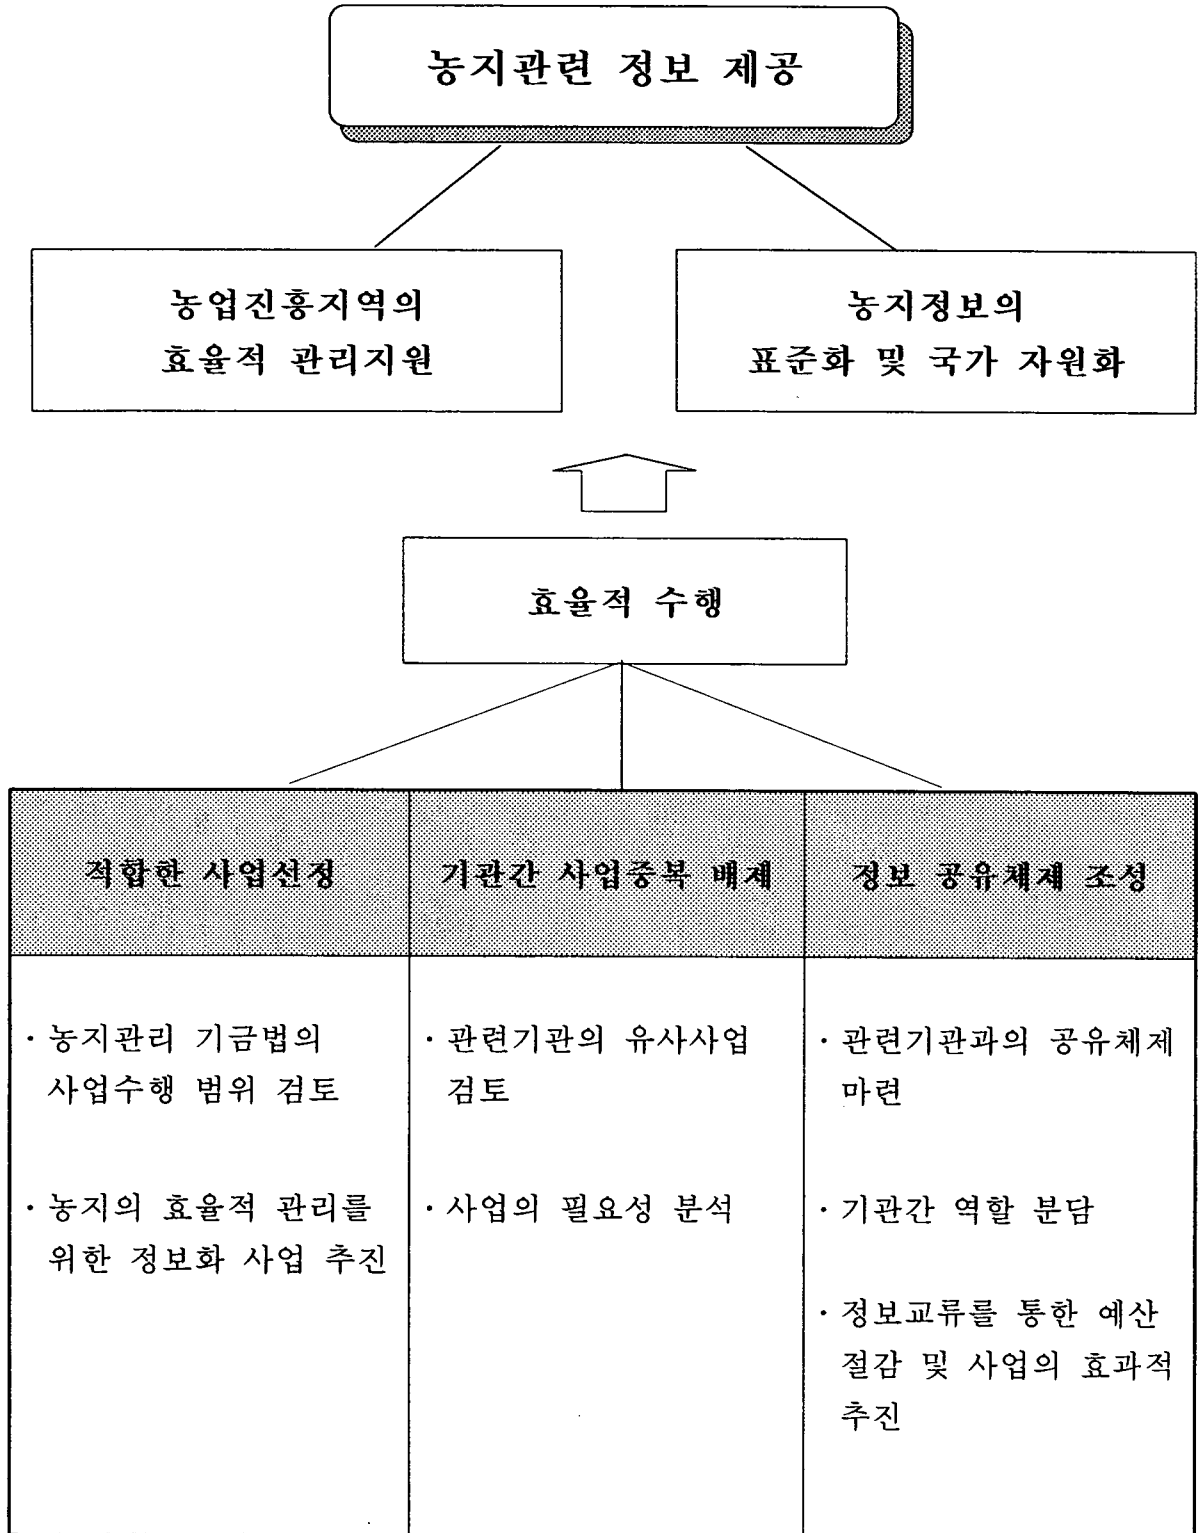 농지관련 정보 제공
농업진흥지역의
효율적 관리지원
농지정보의
표준화 및 국가 자원화
효율적 수행
적합한 사업선정
기관간 사업중복 배제
정보 공유체제 조성
· 농지관리 기금법의
사업수행 범위 검토
· 농지의 효율적 관리를
위한 정보화 사업 추진
· 관련기관의 유사사업
검토
· 사업의 필요성 분석
· 관련기관과의 공유체제
마련
· 기관간 역할 분담
· 정보교류를 통한 예산
절감 및 사업의 효과적
추진